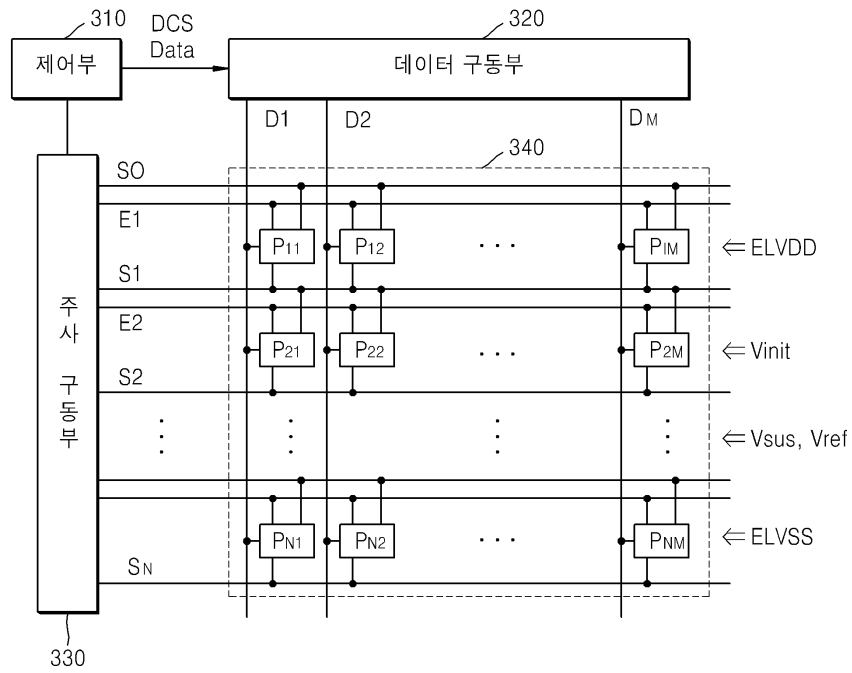 310
320
DCS
Data
제어부
데이터 구동부
D1
D2
DM
340
SO
E1
P11
P12
· · ·
P1M
⇐ ELVDD
S1
E2
P21
P22
· · ·
P2M
⇐ Vinit
S2
주사 구동부
⇐ Vsus, Vref
PN1
PN2
· · ·
PNM
⇐ ELVSS
SN
330